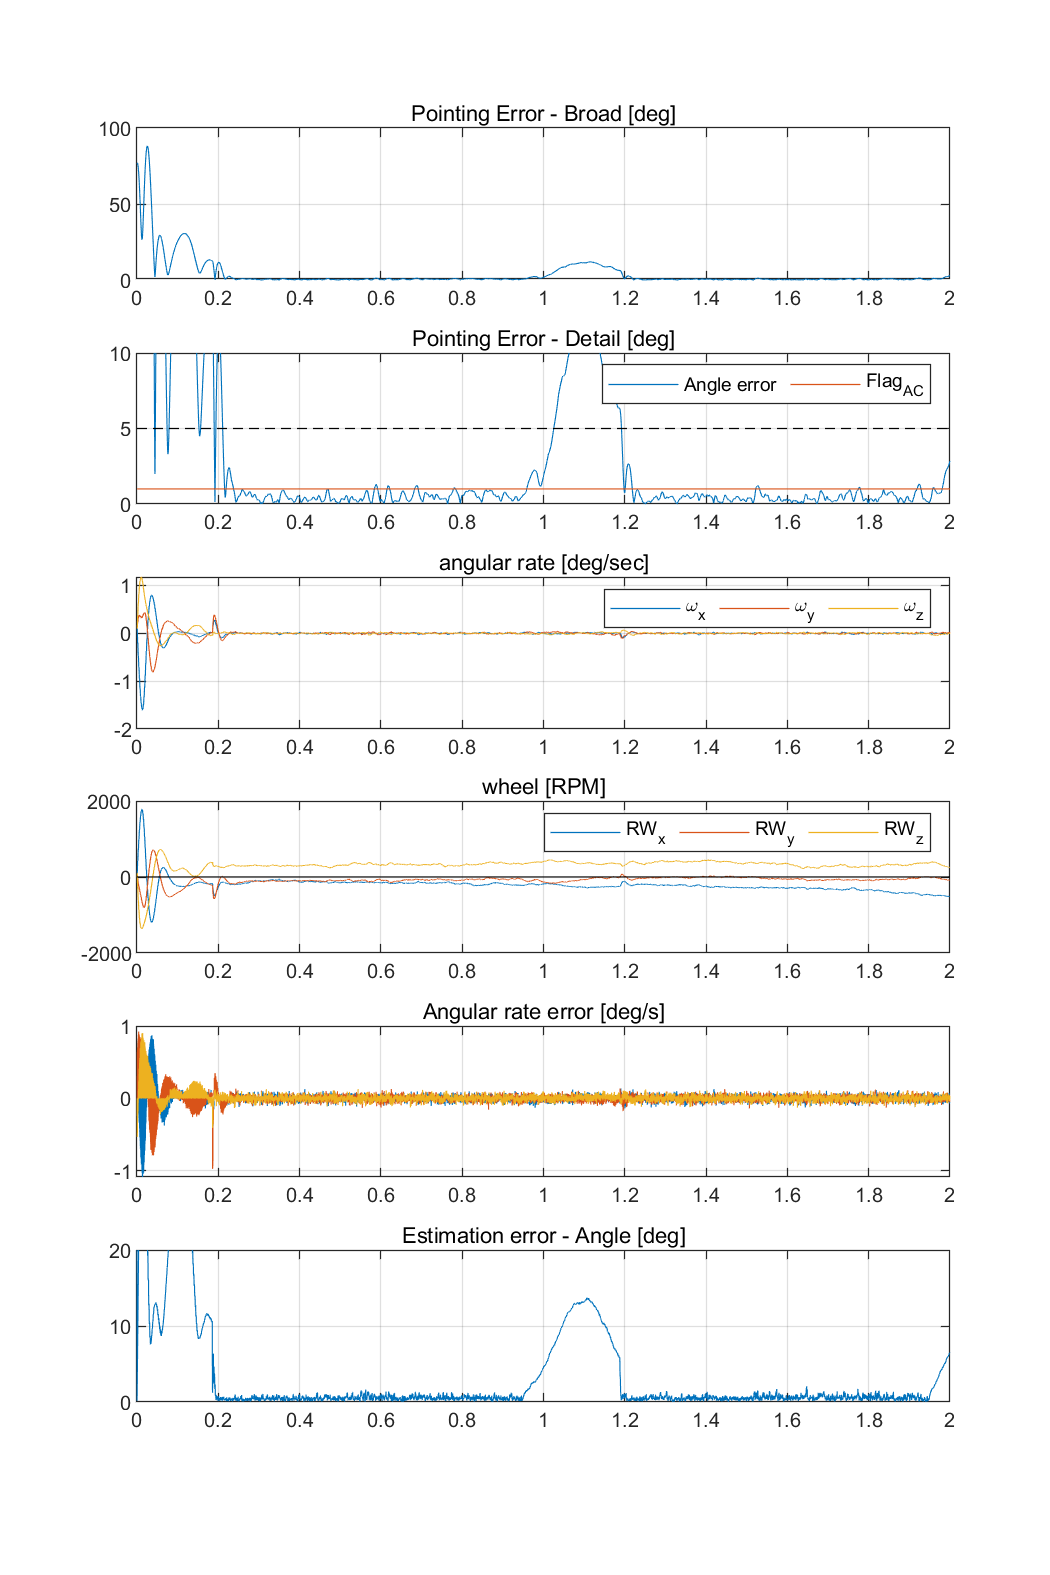 Pointing Error - Broad [deg]
100
50
0
0 0.2 0.4 0.6 0.8 1 1.2 1.4 1.6 1.8 2
Pointing Error - Detail [deg]
10
5
0
Angle error Flag_AC
0 0.2 0.4 0.6 0.8 1 1.2 1.4 1.6 1.8 2
angular rate [deg/sec]
1
0
-1
-2
ω_x ω_y ω_z
0 0.2 0.4 0.6 0.8 1 1.2 1.4 1.6 1.8 2
wheel [RPM]
2000
0
-2000
RW_x RW_y RW_z
0 0.2 0.4 0.6 0.8 1 1.2 1.4 1.6 1.8 2
Angular rate error [deg/s]
1
0
-1
0 0.2 0.4 0.6 0.8 1 1.2 1.4 1.6 1.8 2
Estimation error - Angle [deg]
20
10
0
0 0.2 0.4 0.6 0.8 1 1.2 1.4 1.6 1.8 2